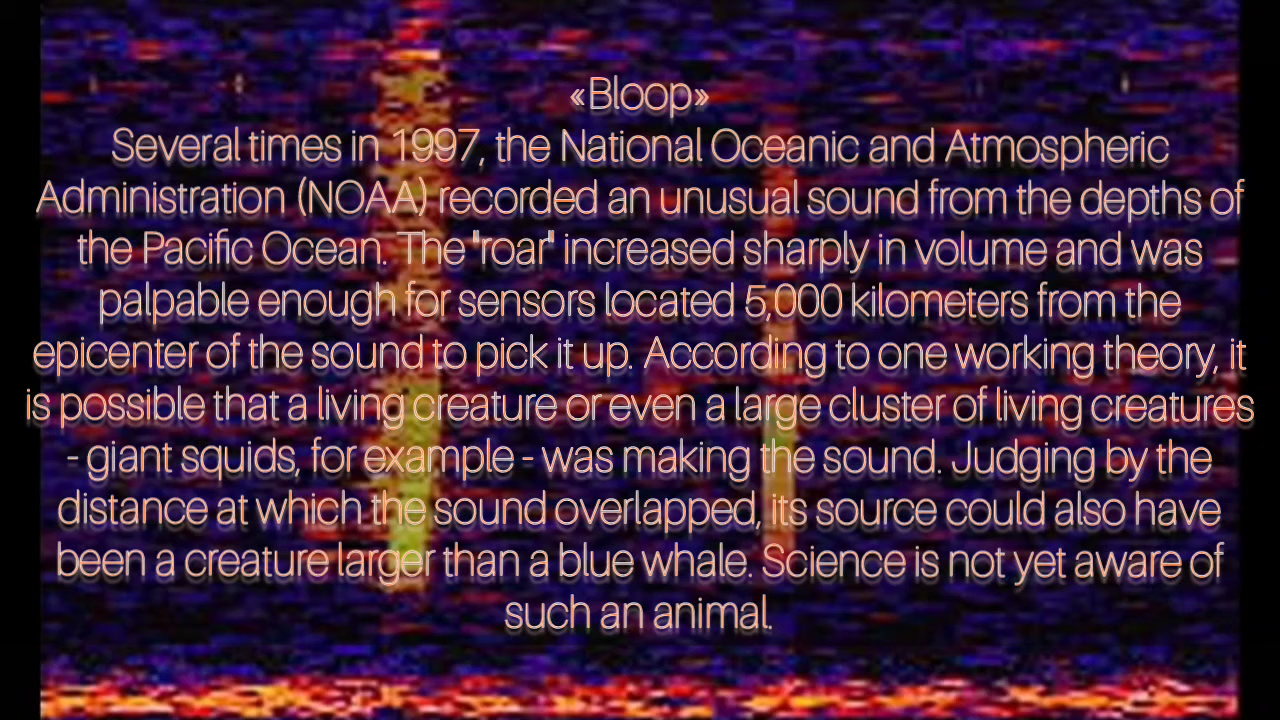 «Bloop»
Several times in 1997, the National Oceanic and Atmospheric
Administration (NOAA) recorded an unusual sound from the depths of
the Pacific Ocean. The "roar" increased sharply in volume and was
palpable enough for sensors located 5,000 kilometers from the
epicenter of the sound to pick it up. According to one working theory, it
is possible that a living creature or even a large cluster of living creatures
- giant squids, for example - was making the sound. Judging by the
distance at which the sound overlapped, its source could also have
been a creature larger than a blue whale. Science is not yet aware of
such an animal.